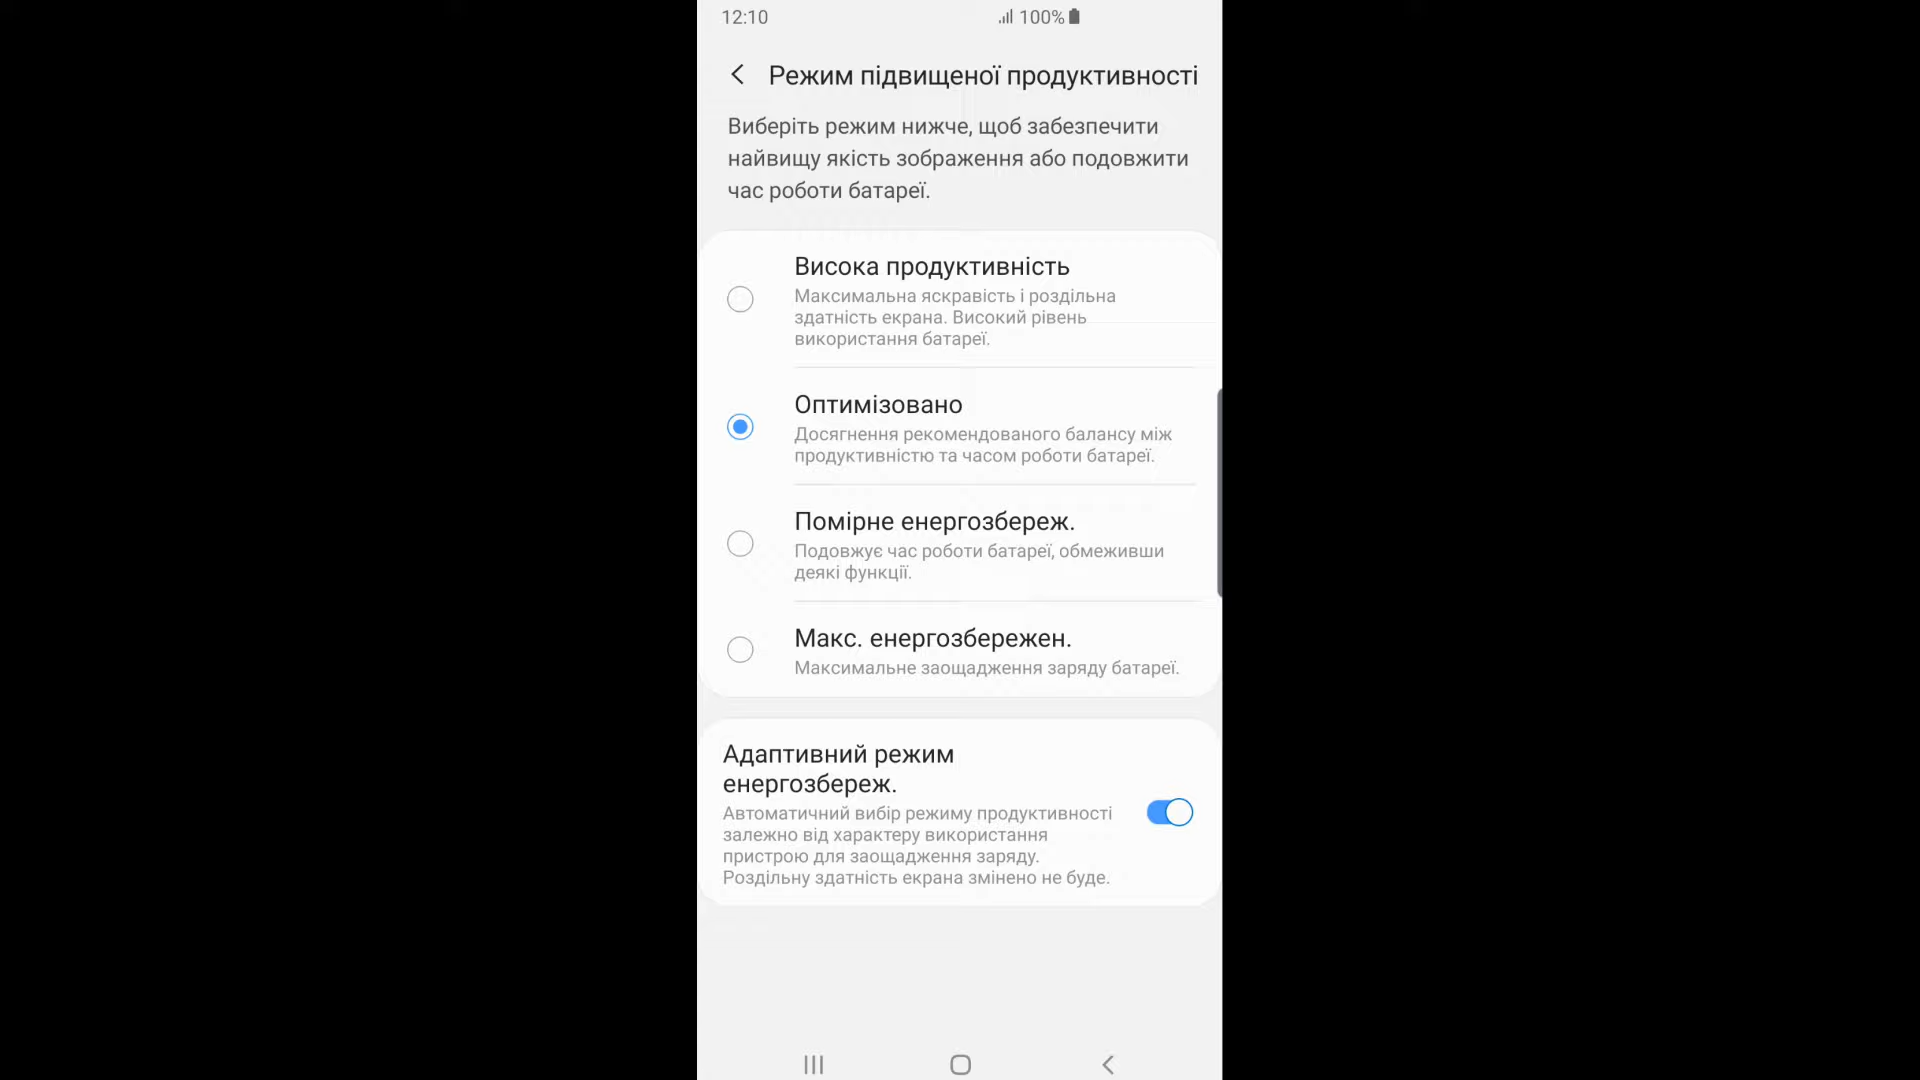 12:10
100%
Режим підвищеної продуктивності
Виберіть режим нижче, щоб забезпечити
найвищу якість зображення або подовжити
час роботи батареї.
Висока продуктивність
Максимальна яскравість і роздільна
здатність екрана. Високий рівень
використання батареї.
Оптимізовано
Досягнення рекомендованого балансу між
продуктивністю та часом роботи батареї.
Помірне енергозбереж.
Подовжує час роботи батареї, обмеживши
деякі функції.
Макс. енергозбережен.
Максимальне заощадження заряду батареї.
Адаптивний режим
енергозбереж.
Автоматичний вибір режиму продуктивності
залежно від характеру використання
пристрою для заощадження заряду.
Роздільну здатність екрана змінено не буде.